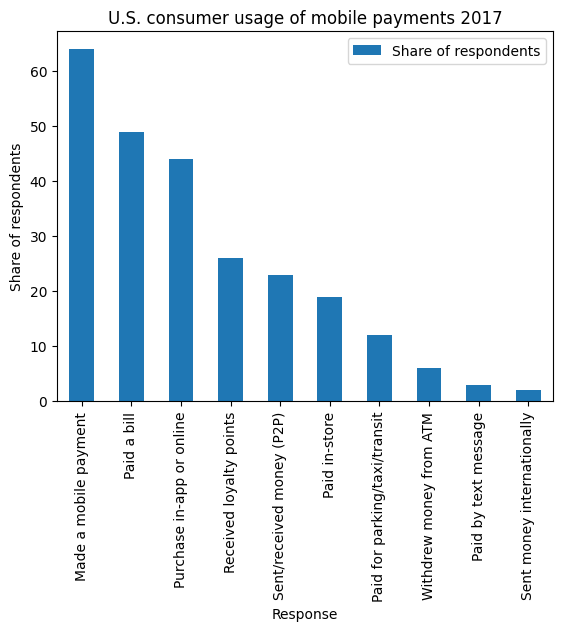 U.S. consumer usage of mobile payments 2017
Share of respondents
Share of respondents
60
50
40
30
20
10
0
Made a mobile payment
Paid a bill
Purchase in-app or online
Received loyalty points
Sent/received money (P2P)
Paid in-store
Paid for parking/taxi/transit
Withdrew money from ATM
Paid by text message
Sent money internationally
Response